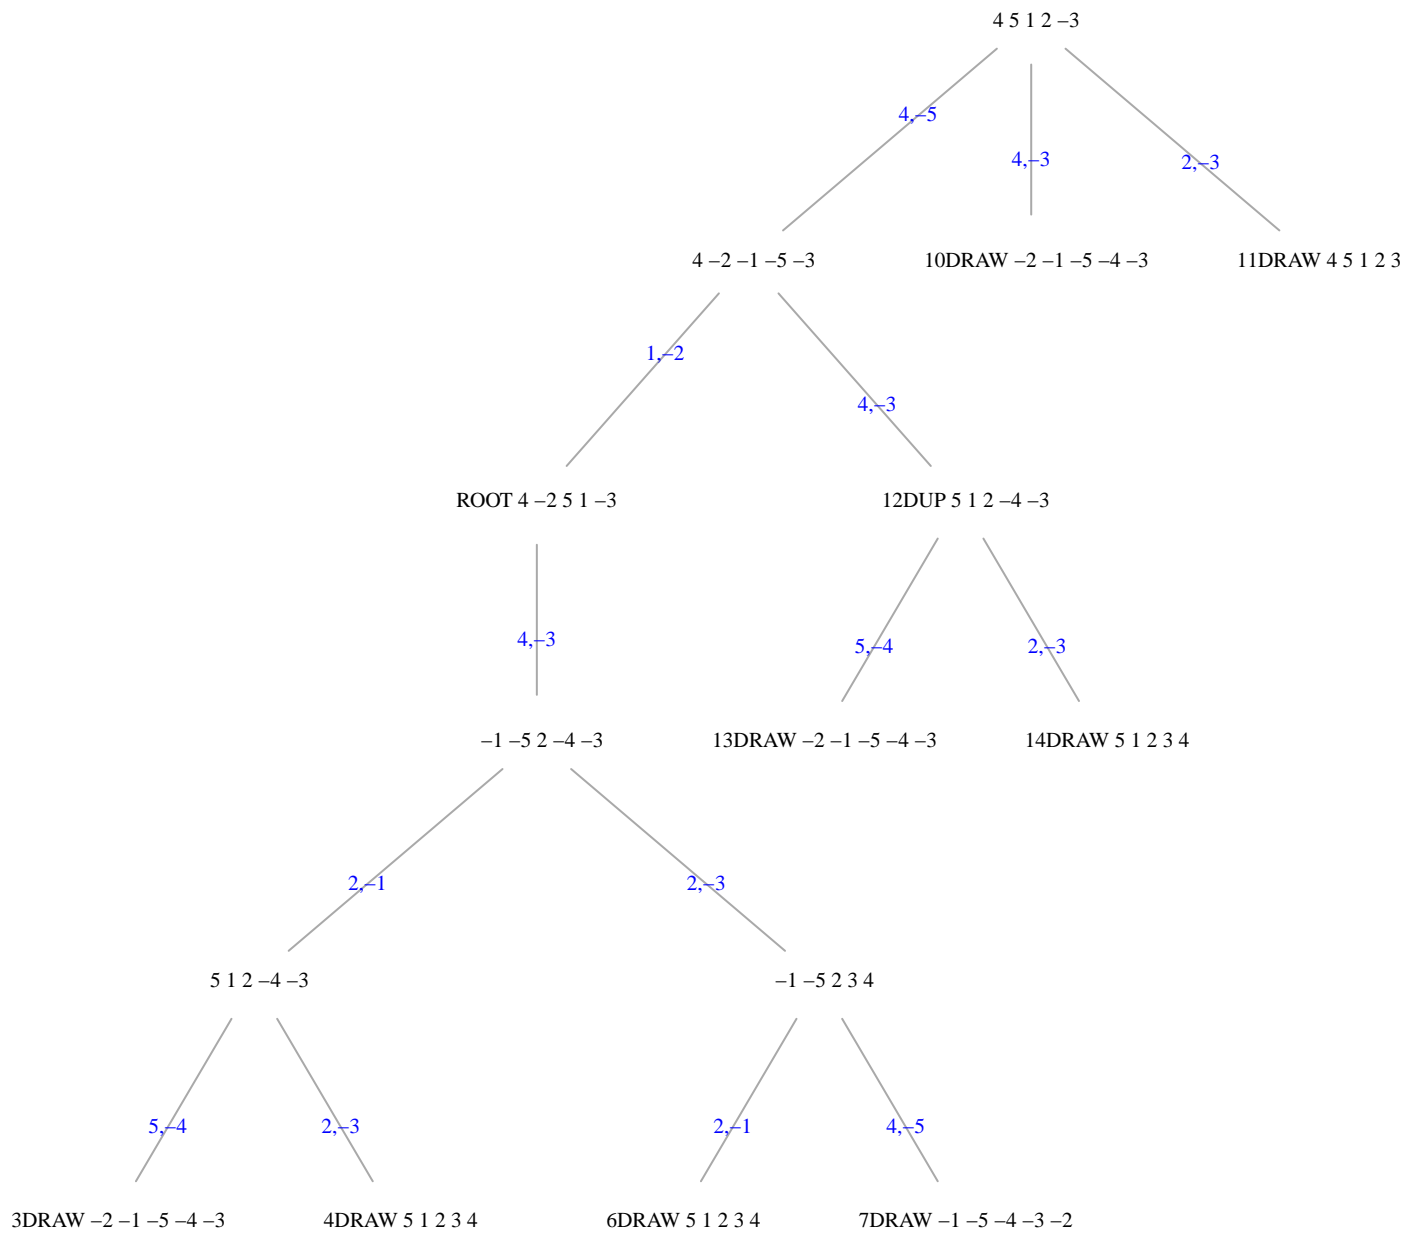 4 5 1 2 –3
4,–5
4,–3
2,–3
4 –2 –1 –5 –3
10DRAW –2 –1 –5 –4 –3
11DRAW 4 5 1 2 3
1,–2
4,–3
ROOT 4 –2 5 1 –3
12DUP 5 1 2 –4 –3
4,–3
5,–4
2,–3
–1 –5 2 –4 –3
13DRAW –2 –1 –5 –4 –3
14DRAW 5 1 2 3 4
2,–1
2,–3
5 1 2 –4 –3
–1 –5 2 3 4
5,–4
2,–3
2,–1
4,–5
3DRAW –2 –1 –5 –4 –3
4DRAW 5 1 2 3 4
6DRAW 5 1 2 3 4
7DRAW –1 –5 –4 –3 –2